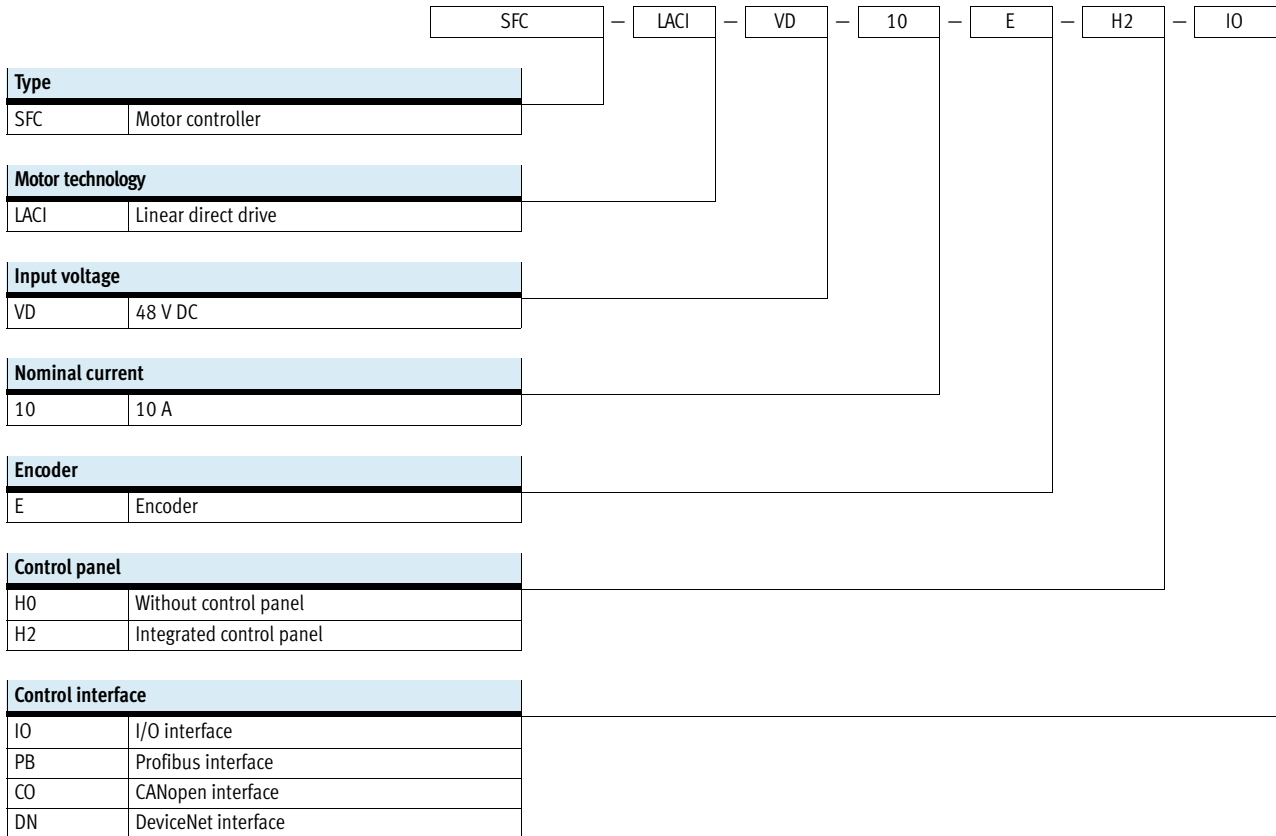 SFC – LACI – VD – 10 – E – H2 – IO
Type
SFC Motor controller
Motor technology
LACI Linear direct drive
Input voltage
VD 48 V DC
Nominal current
10 10 A
Encoder
E Encoder
Control panel
H0 Without control panel
H2 Integrated control panel
Control interface
IO I/O interface
PB Profibus interface
CO CANopen interface
DN DeviceNet interface